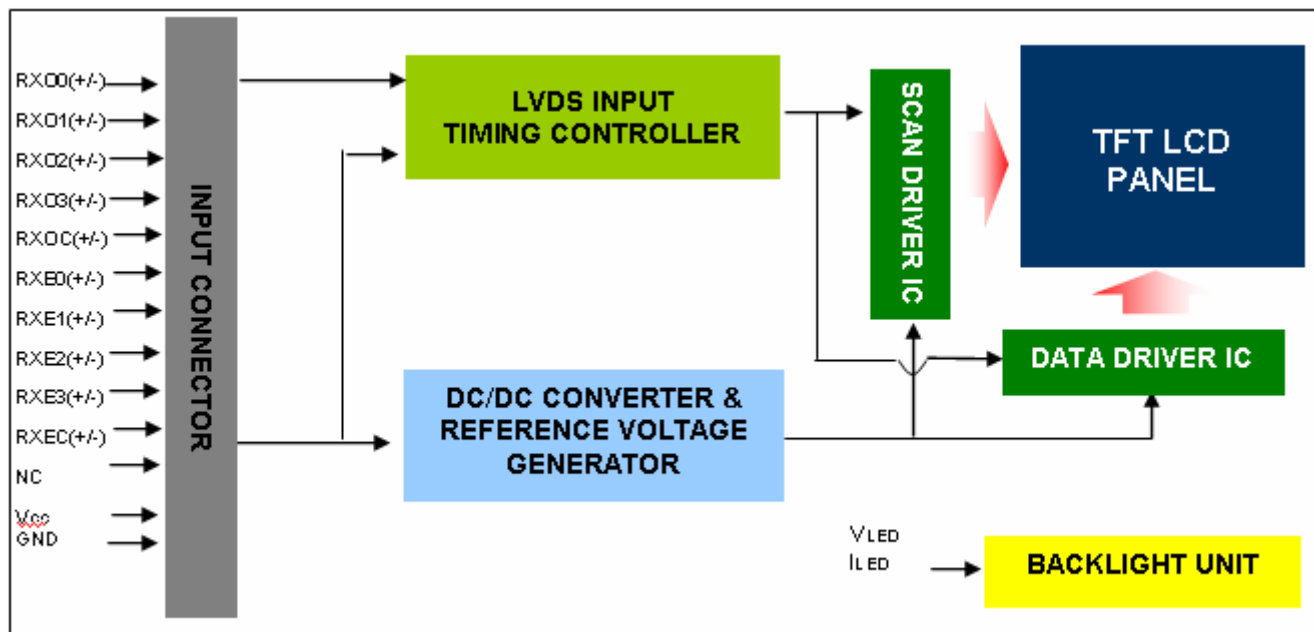 RXO0(+/-)
RXO1(+/-)
RXO2(+/-)
RXO3(+/-)
RXOC(+/-)
RXE0(+/-)
RXE1(+/-)
RXE2(+/-)
RXE3(+/-)
RXEC(+/-)
NC
Vcc
GND
INPUT CONNECTOR
LVDS INPUT
TIMING CONTROLLER
DC/DC CONVERTER &
REFERENCE VOLTAGE
GENERATOR
SCAN DRIVER IC
TFT LCD
PANEL
DATA DRIVER IC
VLED
ILED
BACKLIGHT UNIT